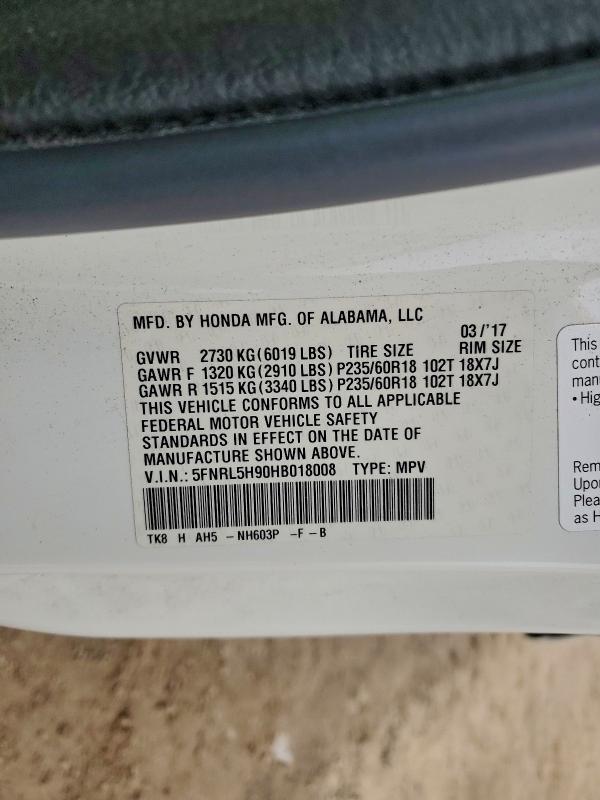 MFD. BY HONDA MFG. OF ALABAMA, LLC
03/'17
GVWR 2730 KG(6019 LBS) TIRE SIZE RIM SIZE
GAWR F 1320 KG(2910 LBS)P235/60R18 102T 18X7J
GAWR R 1515 KG(3340 LBS)P235/60R18 102T 18X7J
THIS VEHICLE CONFORMS TO ALL APPLICABLE
FEDERAL MOTOR VEHICLE SAFETY
STANDARDS IN EFFECT ON THE DATE OF
MANUFACTURE SHOWN ABOVE.
V.I.N.: 5FNRL5H90HB018008 TYPE: MPV
TK8 H AH5 -NH603P -F -B
This
cont
manu
• Hig
Rem
Upor
Plea
as H